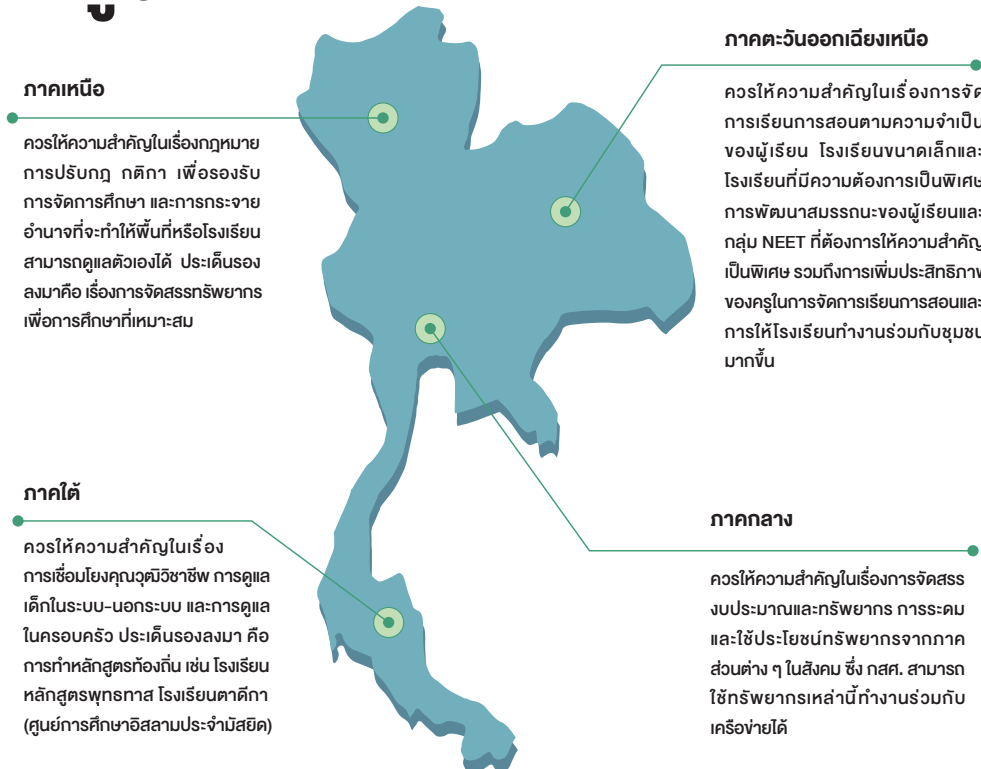 ภาคเหนือ
ควรให้ความสำคัญในเรื่องกฎหมาย
การปรับกฎ กติกา เพื่อรองรับ
การจัดการศึกษา และการกระจาย
อำนาจที่จะทำให้พื้นที่หรือโรงเรียน
สามารถดูแลตัวเองได้ ประเด็นรอง
ลงมาคือ เรื่องการจัดสรรทรัพยากร
เพื่อการศึกษาที่เหมาะสม
ภาคตะวันออกเฉียงเหนือ
ควรให้ความสำคัญในเรื่องการจัด
การเรียนการสอนตามความจำเป็น
ของผู้เรียน โรงเรียนขนาดเล็กและ
โรงเรียนที่มีความต้องการเป็นพิเศษ
การพัฒนาสมรรถนะของผู้เรียนและ
กลุ่ม NEET ที่ต้องการให้ความสำคัญ
เป็นพิเศษ รวมถึงการเพิ่มประสิทธิภาพ
ของครูในการจัดการเรียนการสอนและ
การให้โรงเรียนทำงานร่วมกับชุมชน
มากขึ้น
ภาคใต้
ควรให้ความสำคัญในเรื่อง
การเชื่อมโยงคุณวุฒิวิชาชีพ การดูแล
เด็กในระบบ-นอกระบบ และการดูแล
ในครอบครัว ประเด็นรองลงมา คือ
การทำหลักสูตรท้องถิ่น เช่น โรงเรียน
หลักสูตรพุทธทาส โรงเรียนตาดีกา
(ศูนย์การศึกษาอิสลามประจำมัสยิด)
ภาคกลาง
ควรให้ความสำคัญในเรื่องการจัดสรร
งบประมาณและทรัพยากร การระดม
และใช้ประโยชน์ทรัพยากรจากภาค
ส่วนต่าง ๆ ในสังคม ซึ่ง กสศ. สามารถ
ใช้ทรัพยากรเหล่านี้ทำงานร่วมกับ
เครือข่ายได้